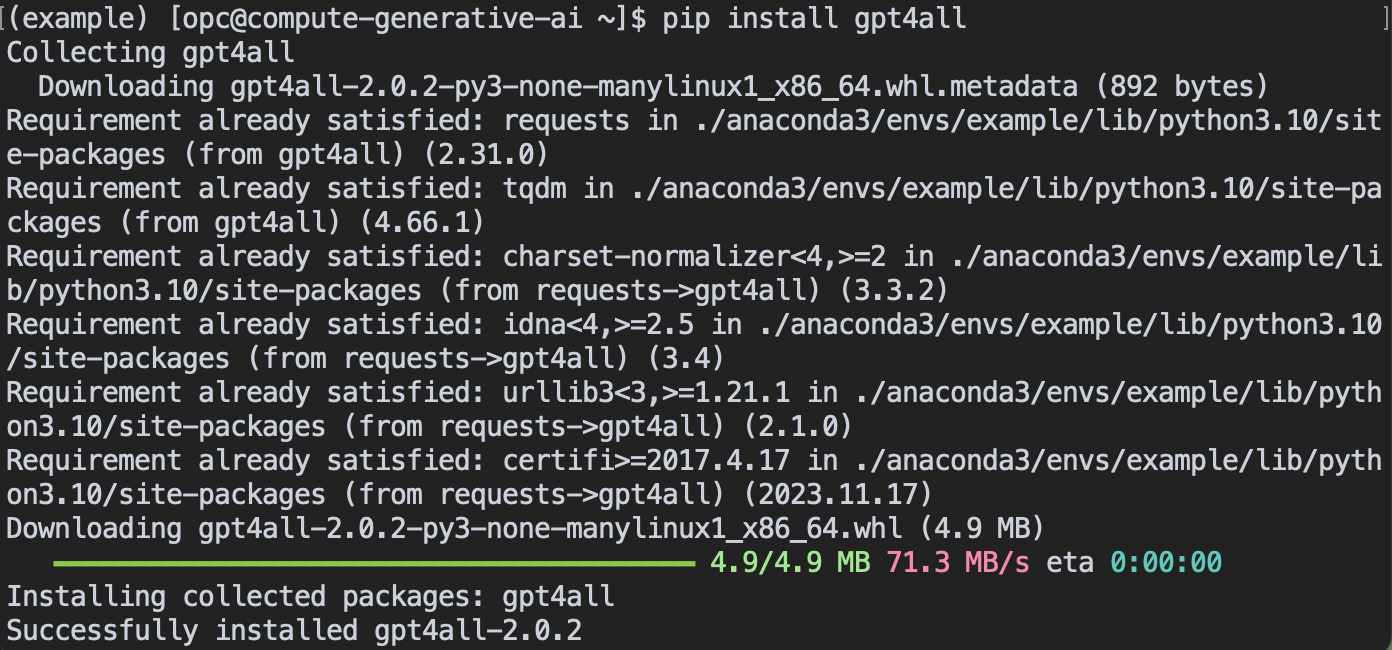 [(example) [opc@compute-generative-ai ~]$ pip install gpt4all ]
Collecting gpt4all
  Downloading gpt4all-2.0.2-py3-none-manylinux1_x86_64.whl.metadata (892 bytes)
Requirement already satisfied: requests in ./anaconda3/envs/example/lib/python3.10/sit
e-packages (from gpt4all) (2.31.0)
Requirement already satisfied: tqdm in ./anaconda3/envs/example/lib/python3.10/site-pa
ckages (from gpt4all) (4.66.1)
Requirement already satisfied: charset-normalizer<4,>=2 in ./anaconda3/envs/example/li
b/python3.10/site-packages (from requests->gpt4all) (3.3.2)
Requirement already satisfied: idna<4,>=2.5 in ./anaconda3/envs/example/lib/python3.10
/site-packages (from requests->gpt4all) (3.4)
Requirement already satisfied: urllib3<3,>=1.21.1 in ./anaconda3/envs/example/lib/pyth
on3.10/site-packages (from requests->gpt4all) (2.1.0)
Requirement already satisfied: certifi>=2017.4.17 in ./anaconda3/envs/example/lib/pyth
on3.10/site-packages (from requests->gpt4all) (2023.11.17)
Downloading gpt4all-2.0.2-py3-none-manylinux1_x86_64.whl (4.9 MB)
4.9/4.9 MB 71.3 MB/s eta 0:00:00
Installing collected packages: gpt4all
Successfully installed gpt4all-2.0.2